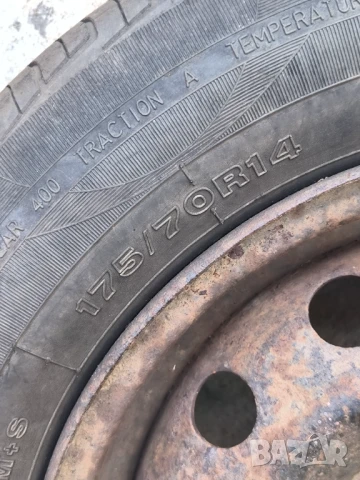 EAR 400 TRACTION A TEMPERATU
175/70R14
M+S
BAZAR